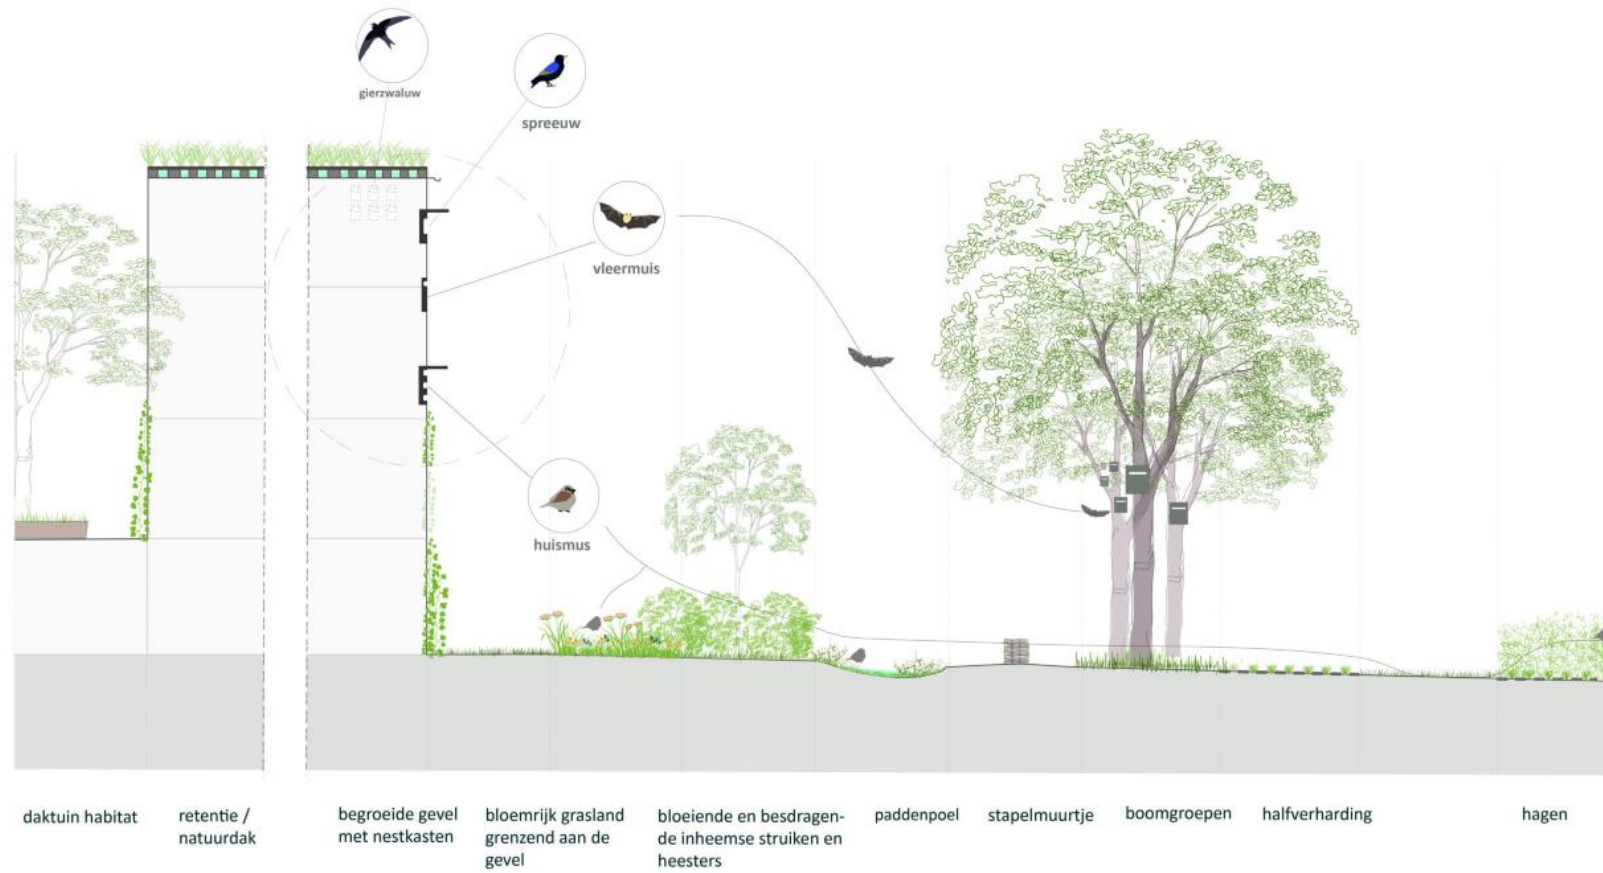 gierzwaluw
spreeuw
vleermuis
huismus
daktuin habitat
retentie /
natuurdak
begroeide gevel
met nestkasten
bloemrijk grasland
grenzend aan de
gevel
bloeiende en besdragen-
de inheemse struiken en
heesters
paddenpoel
stapelmuurtje
boomgroepen
halfverharding
hagen